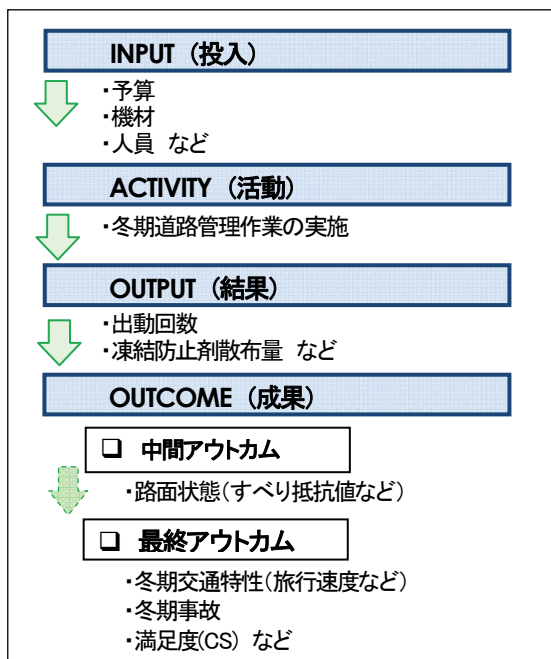 INPUT（投入）
・予算
・機材
・人員 など
ACTIVITY（活動）
・冬期道路管理作業の実施
OUTPUT（結果）
・出動回数
・凍結防止剤散布量 など
OUTCOME（成果）
❑ 中間アウトカム
・路面状態（すべり抵抗値など）
❑ 最終アウトカム
・冬期交通特性（旅行速度など）
・冬期事故
・満足度(CS) など